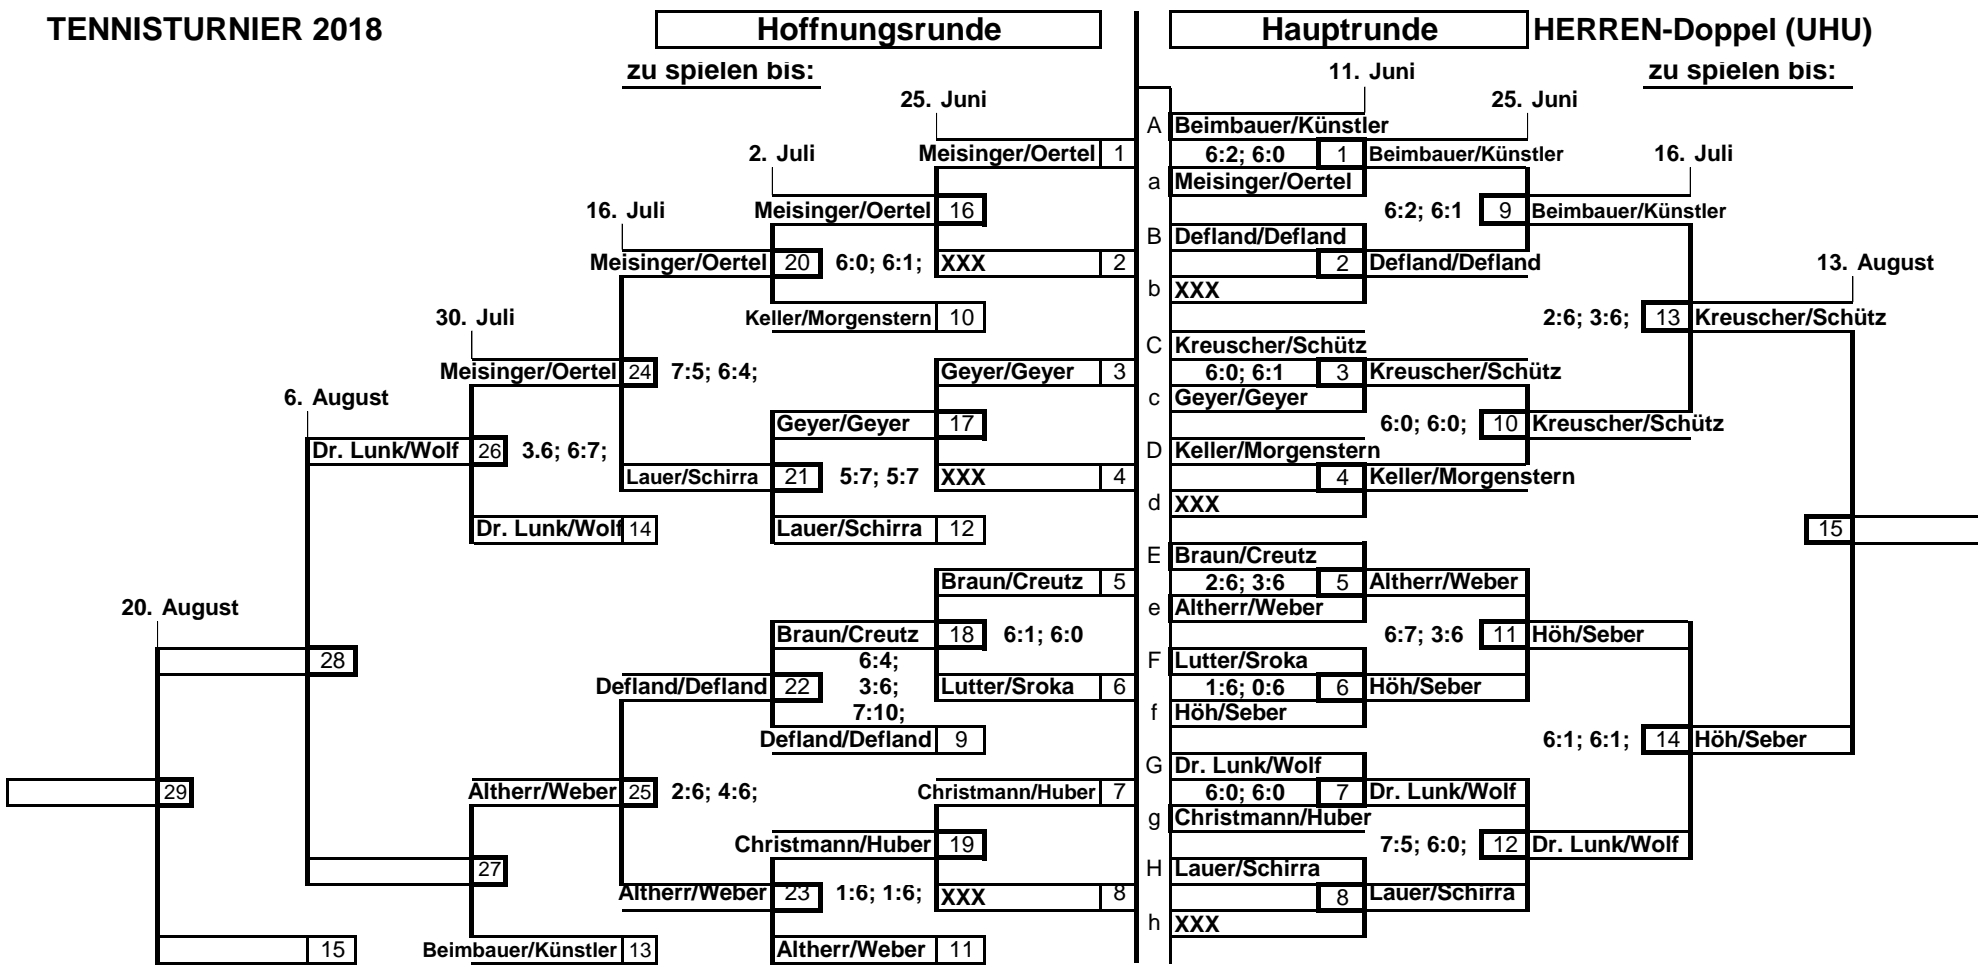 TENNISTURNIER 2018 Hoffnungsrunde Hauptrunde HERREN-Doppel (UHU)
zu spielen bis: 11. Juni zu spielen bis:
25. Juni 25. Juni
A Beimbauer/Künstler
2. Juli Meisinger/Oertel 1 6:2; 6:0 1 Beimbauer/Künstler 16. Juli
a Meisinger/Oertel
16. Juli Meisinger/Oertel 16 6:2; 6:1 9 Beimbauer/Künstler
B Defland/Defland
Meisinger/Oertel 20 6:0; 6:1; XXX 2 2 Defland/Defland 13. August
b XXX
30. Juli Keller/Morgenstern 10 2:6; 3:6; 13 Kreuscher/Schütz
C Kreuscher/Schütz
Meisinger/Oertel 24 7:5; 6:4; Geyer/Geyer 3 6:0; 6:1 3 Kreuscher/Schütz
6. August c Geyer/Geyer
Geyer/Geyer 17 6:0; 6:0; 10 Kreuscher/Schütz
Dr. Lunk/Wolf 26 3.6; 6:7; D Keller/Morgenstern
Lauer/Schirra 21 5:7; 5:7 XXX 4 4 Keller/Morgenstern
d XXX
Dr. Lunk/Wolf 14 Lauer/Schirra 12 15
E Braun/Creutz
Braun/Creutz 5 2:6; 3:6 5 Altherr/Weber
20. August e Altherr/Weber
Braun/Creutz 18 6:1; 6:0 6:7; 3:6 11 Höh/Seber
28 6:4; F Lutter/Sroka
Defland/Defland 22 3:6; Lutter/Sroka 6 1:6; 0:6 6 Höh/Seber
7:10; f Höh/Seber
Defland/Defland 9 6:1; 6:1; 14 Höh/Seber
G Dr. Lunk/Wolf
29 Altherr/Weber 25 2:6; 4:6; Christmann/Huber 7 6:0; 6:0 7 Dr. Lunk/Wolf
g Christmann/Huber
Christmann/Huber 19 7:5; 6:0; 12 Dr. Lunk/Wolf
27 H Lauer/Schirra
Altherr/Weber 23 1:6; 1:6; XXX 8 8 Lauer/Schirra
h XXX
15 Beimbauer/Künstler 13 Altherr/Weber 11